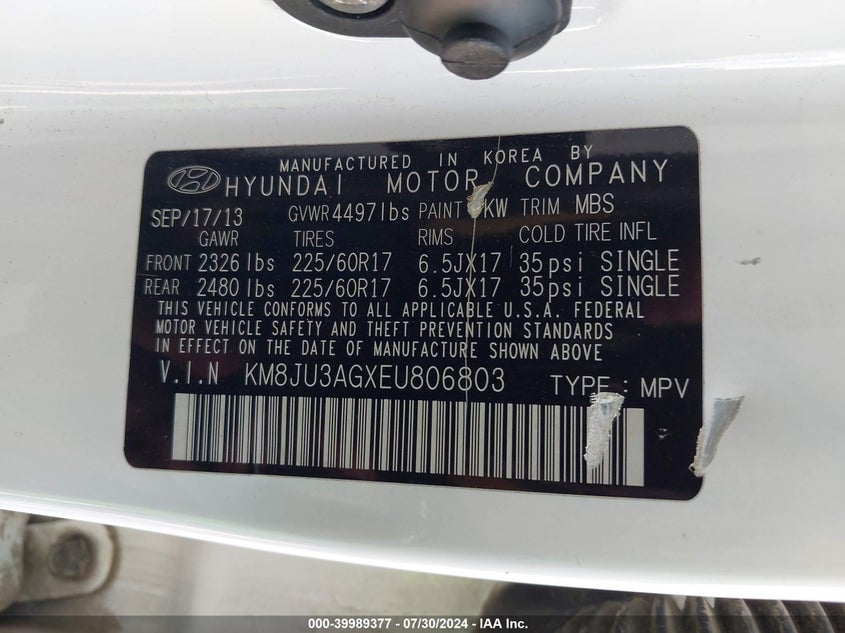 MANUFACTURED IN KOREA BY
HYUNDAI MOTOR COMPANY
SEP/17/13 GVWR 4497lbs PAINT KW TRIM MBS
GAWR TIRES RIMS COLD TIRE INFL
FRONT 2326 lbs 225/60R17 6.5JX17 35psi SINGLE
REAR 2480 lbs 225/60R17 6.5JX17 35psi SINGLE
THIS VEHICLE CONFORMS TO ALL APPLICABLE U.S.A. FEDERAL
MOTOR VEHICLE SAFETY AND THEFT PREVENTION STANDARDS
IN EFFECT ON THE DATE OF MANUFACTURE SHOWN ABOVE
V.I.N KM8JU3AGXEU806803 TYPE : MPV
000-39989377 - 07/30/2024 - IAA Inc.